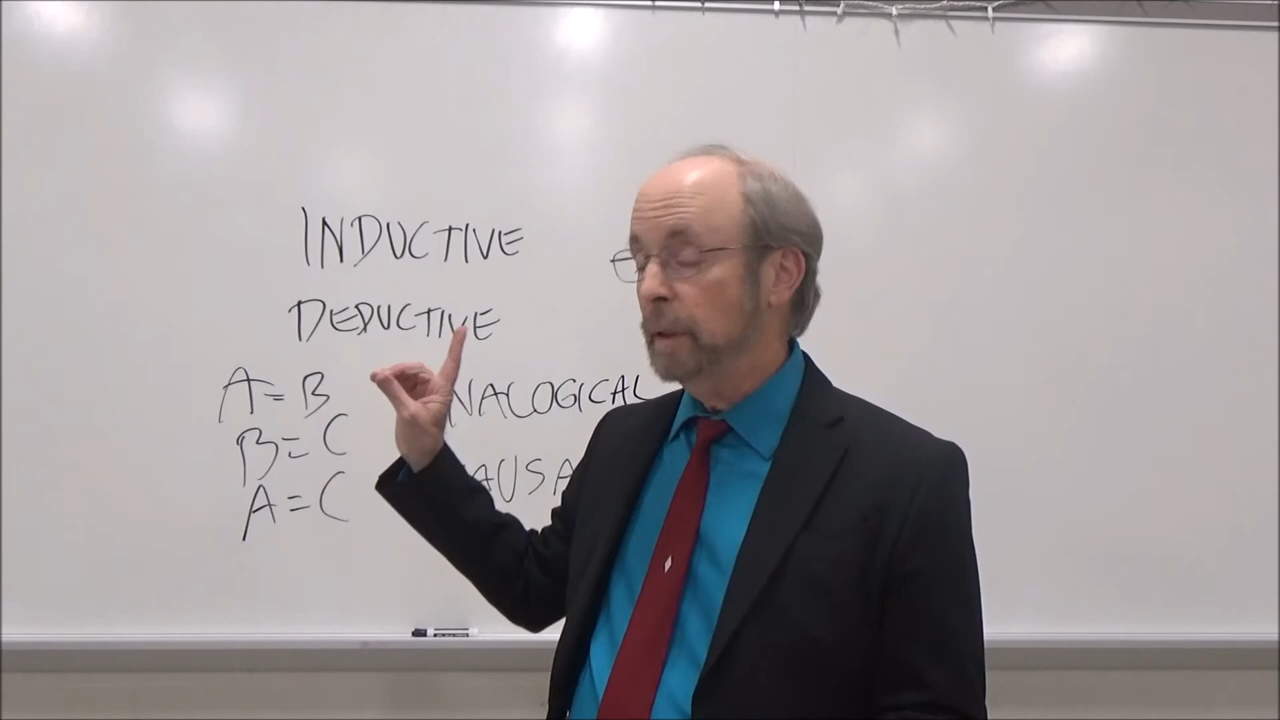 INDUCTIVE
DEDUCTIVE
A=B
B=C
A=C
NALOGICAL
AUSA